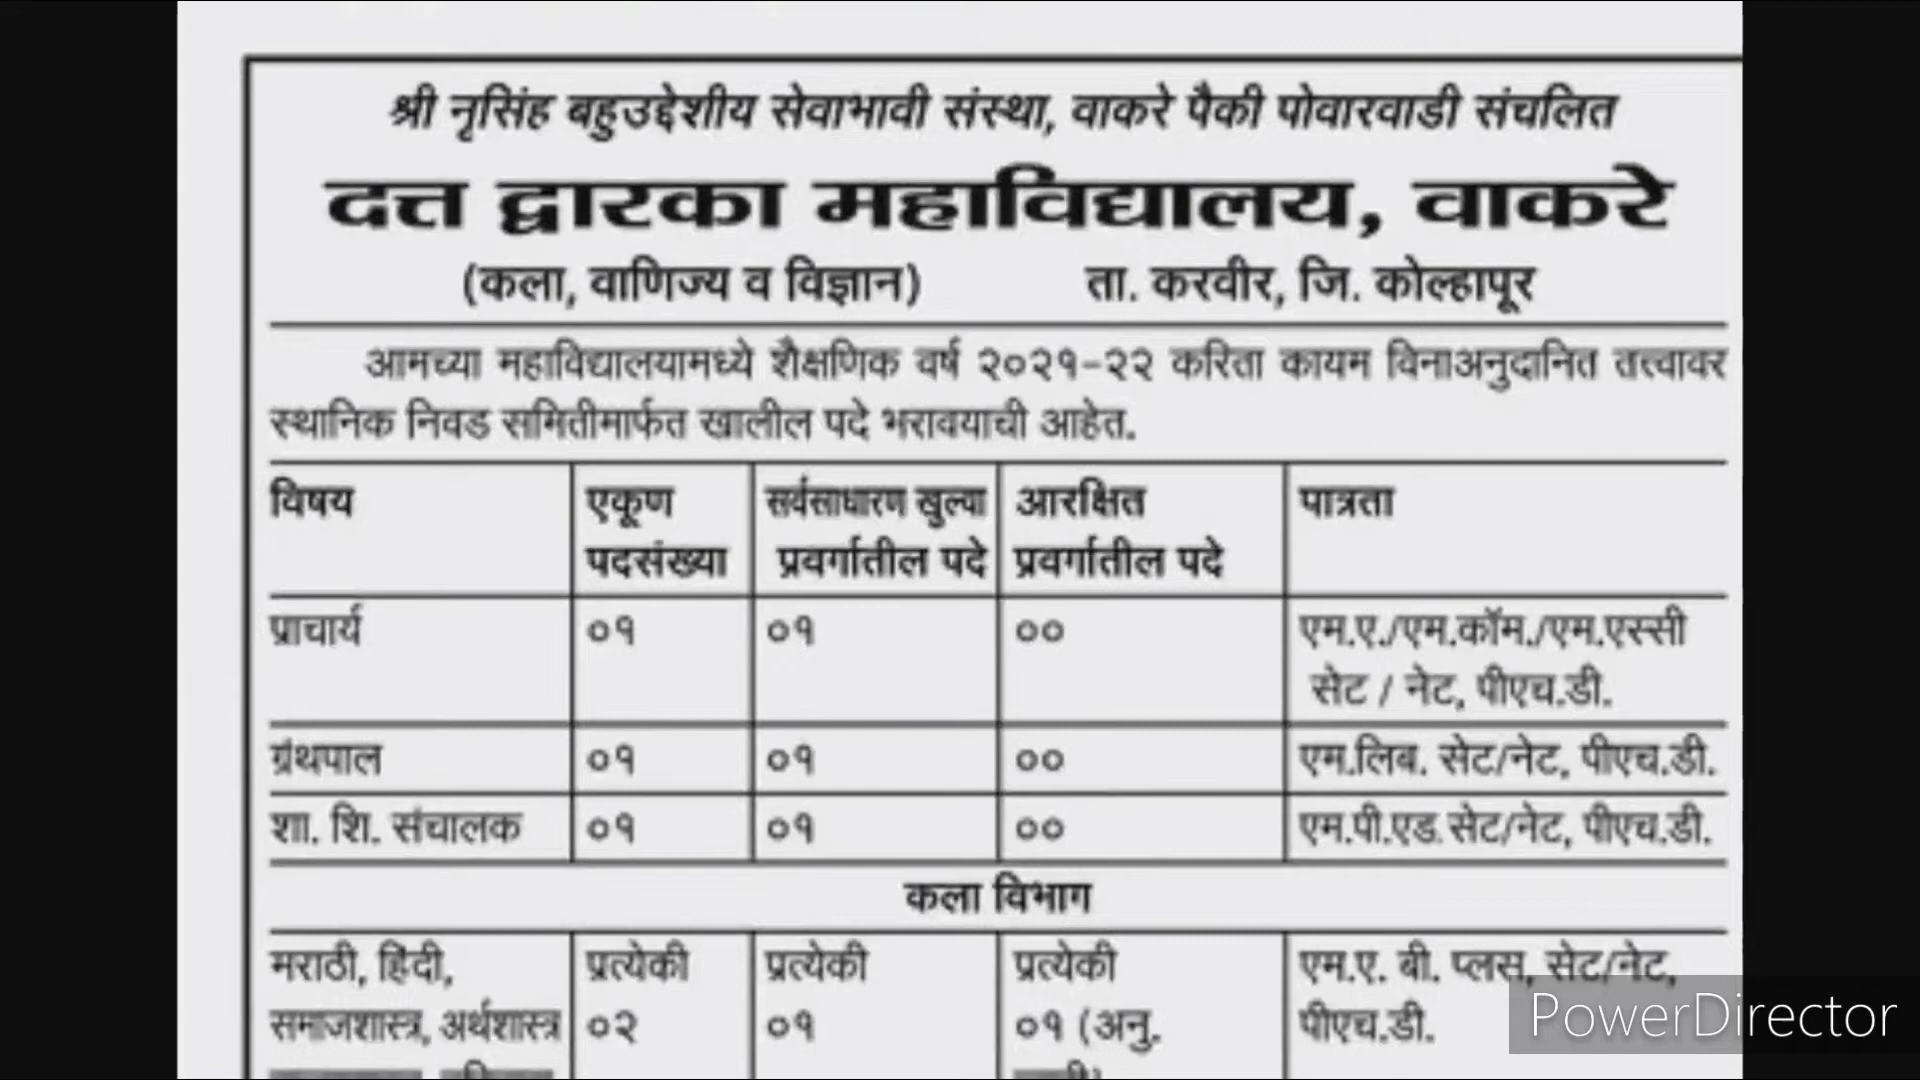 श्री नृसिंह बहुउद्देशीय सेवाभावी संस्था, वाकरे पैकी पोवारवाडी संचलित
दत्त द्वारका महाविद्यालय, वाकरे
(कला, वाणिज्य व विज्ञान) ता. करवीर, जि. कोल्हापूर
आमच्या महाविद्यालयामध्ये शैक्षणिक वर्ष २०२१-२२ करिता कायम विनाअनुदानित तत्त्वावर
स्थानिक निवड समितीमार्फत खालील पदे भरावयाची आहेत.
विषय एकूण सर्वसाधारण खुल्या आरक्षित पात्रता
पदसंख्या प्रवर्गातील पदे प्रवर्गातील पदे
प्राचार्य ०१ ०१ ०० एम.ए./एम.कॉम./एम.एस्सी
सेट / नेट, पीएच.डी.
ग्रंथपाल ०१ ०१ ०० एम.लिब. सेट/नेट, पीएच.डी.
शा. शि. संचालक ०१ ०१ ०० एम.पी.एड.सेट/नेट, पीएच.डी.
कला विभाग
मराठी, हिंदी, प्रत्येकी प्रत्येकी प्रत्येकी एम.ए. बी. प्लस, सेट/नेट,
समाजशास्त्र, अर्थशास्त्र ०२ ०१ ०१ (अनु. पीएच.डी.
PowerDirector